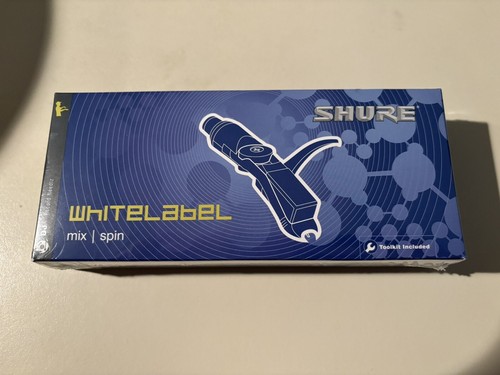 SHURE
WHITELABEL
mix | spin
Toolkit Included